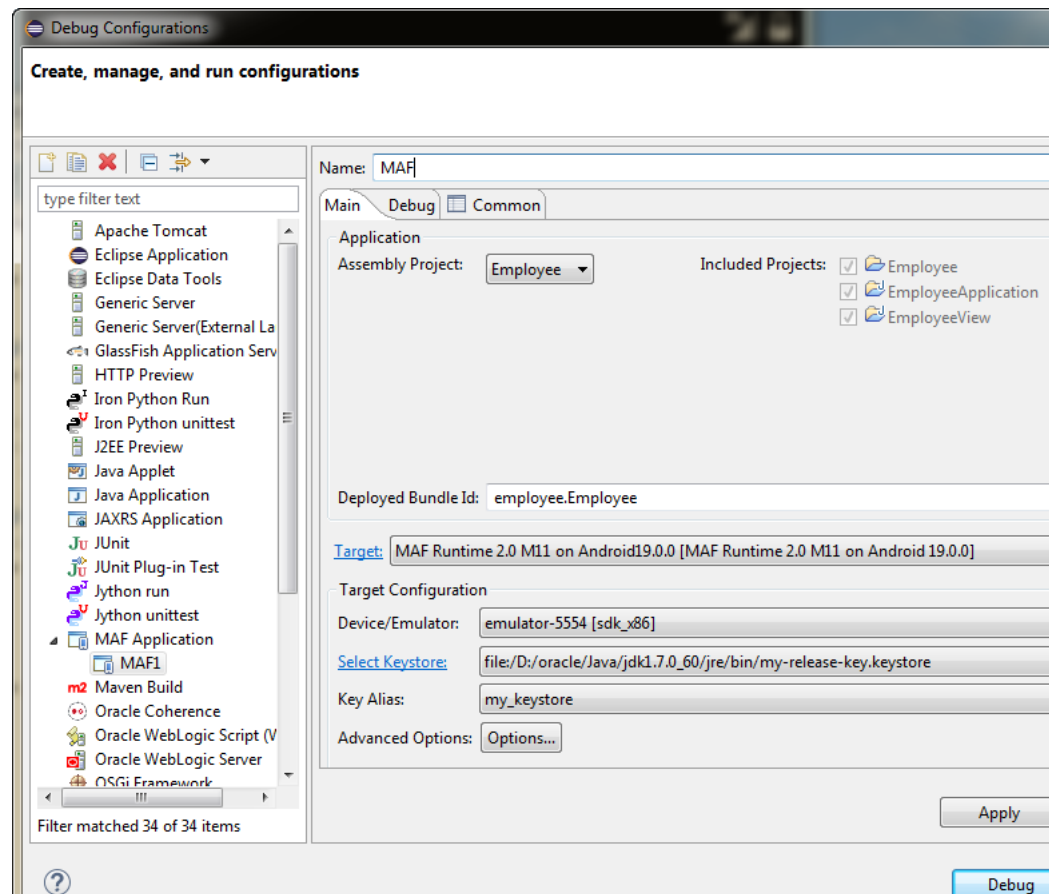 Debug Configurations
Create, manage, and run configurations
type filter text
Apache Tomcat
Eclipse Application
Eclipse Data Tools
Generic Server
Generic Server(External La
GlassFish Application Serv
HTTP Preview
Iron Python Run
Iron Python unittest
J2EE Preview
Java Applet
Java Application
JAXRS Application
JUnit
JUnit Plug-in Test
Jython run
Jython unittest
MAF Application
MAF1
Maven Build
Oracle Coherence
Oracle WebLogic Script (W
Oracle WebLogic Server
OSGi Framework
Filter matched 34 of 34 items
Name: MAF
Main Debug Common
Application
Assembly Project: Employee
Included Projects: Employee
EmployeeApplication
EmployeeView
Deployed Bundle Id: employee.Employee
Target: MAF Runtime 2.0 M11 on Android19.0.0 [MAF Runtime 2.0 M11 on Android 19.0.0]
Target Configuration
Device/Emulator: emulator-5554 [sdk_x86]
Select Keystore: file:/D:/oracle/Java/jdk1.7.0_60/jre/bin/my-release-key.keystore
Key Alias: my_keystore
Advanced Options: Options...
Apply
Debug